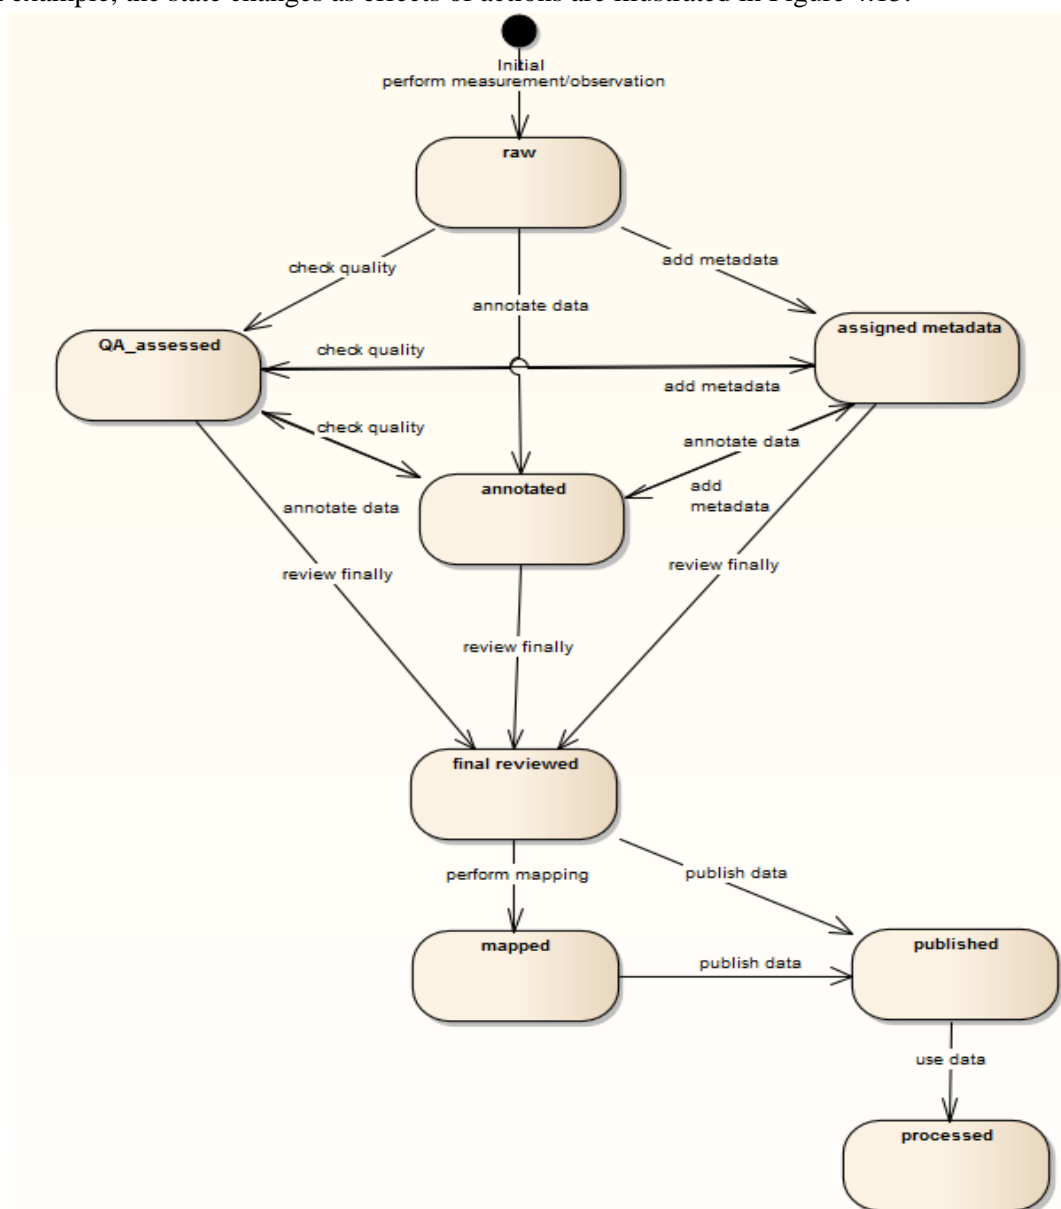 example, the state changes as effects of actions are illustrated in Figure 4.13.
Initial
perform measurement/observation
raw
check quality
add metadata
annotate data
QA_assessed
assigned metadata
check quality
add metadata
check quality
annotate data
annotated
add
metadata
annotate data
review finally
review finally
review finally
final reviewed
perform mapping
publish data
mapped
published
publish data
use data
processed